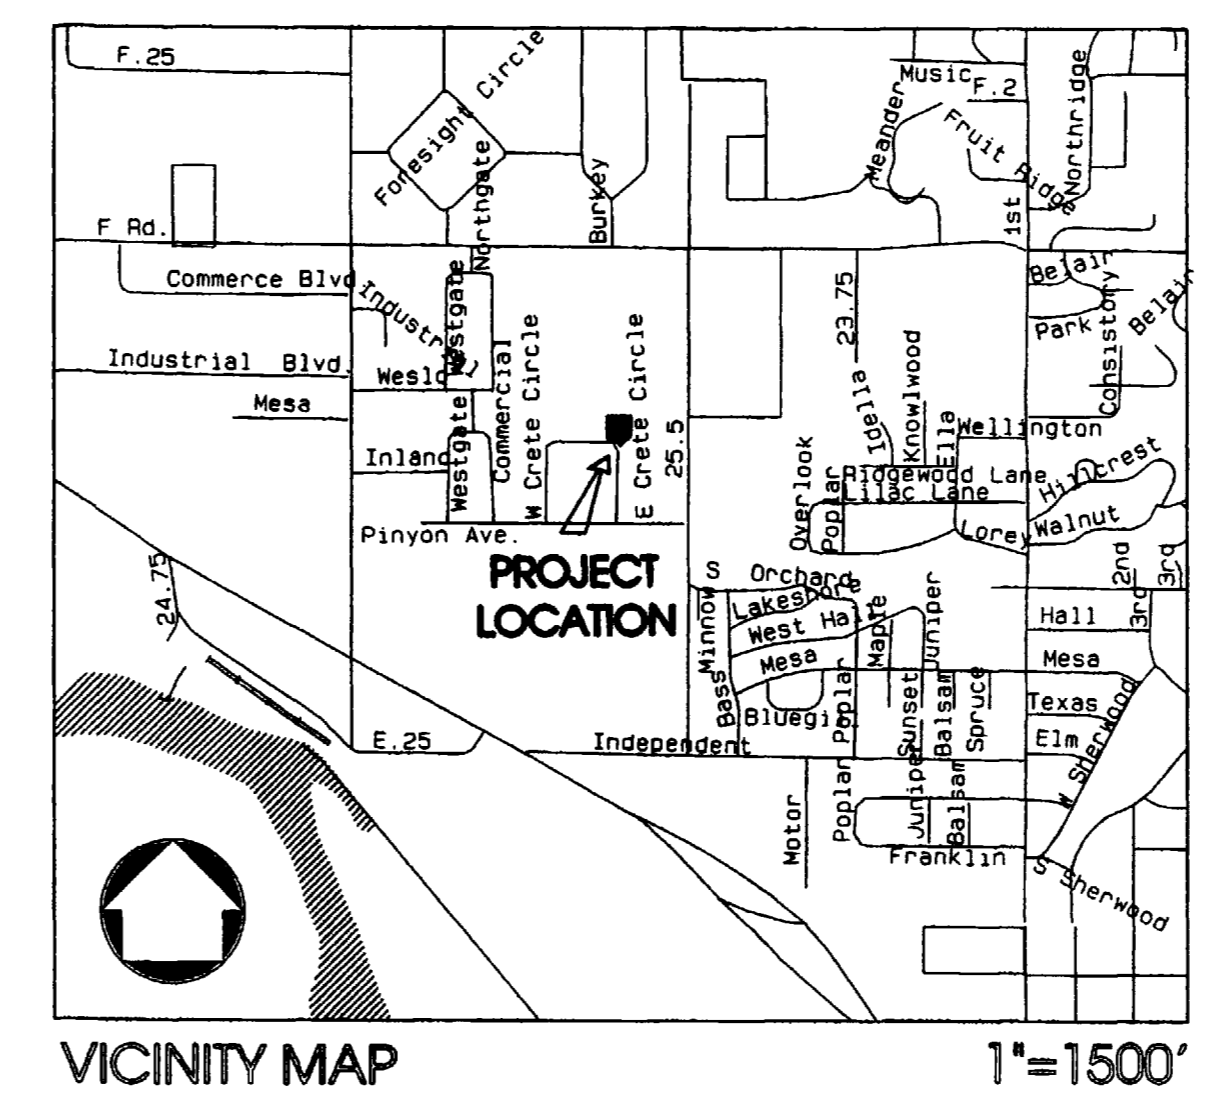 F.25
Foresight Circle
Northgate
Burkey
Music
F.2
Meander
Fruit Ridge
Northridge
1st
F Rd.
Commerce Blvd
Industrial
Westgate
Westgate
23.75
Belair
Park
Consistory
Belair
Industrial Blvd.
Mesa
Inland
Westgate
Commercial
W Crete Circle
E Crete Circle
25.5
Idella
Knowlwood
Ella
Wellington
Overlook
Poplar
Ridgewood Lane
Lilac Lane
Hillcrest
Lorey
Walnut
Pinyon Ave.
PROJECT
LOCATION
24.75
S Orchard
Minnow
Lakeshore
West Hall
Mesa
Bass
Bluegill
Poplar
Maple
Juniper
Sunset
Balsam
Spruce
2nd
3rd
3rd
Hall
Mesa
Texas
Elm
W Sherwood
E.25
Independent
Motor
Poplar
Juniper
Balsam
Franklin
S Sherwood
VICINITY MAP
1"=1500'